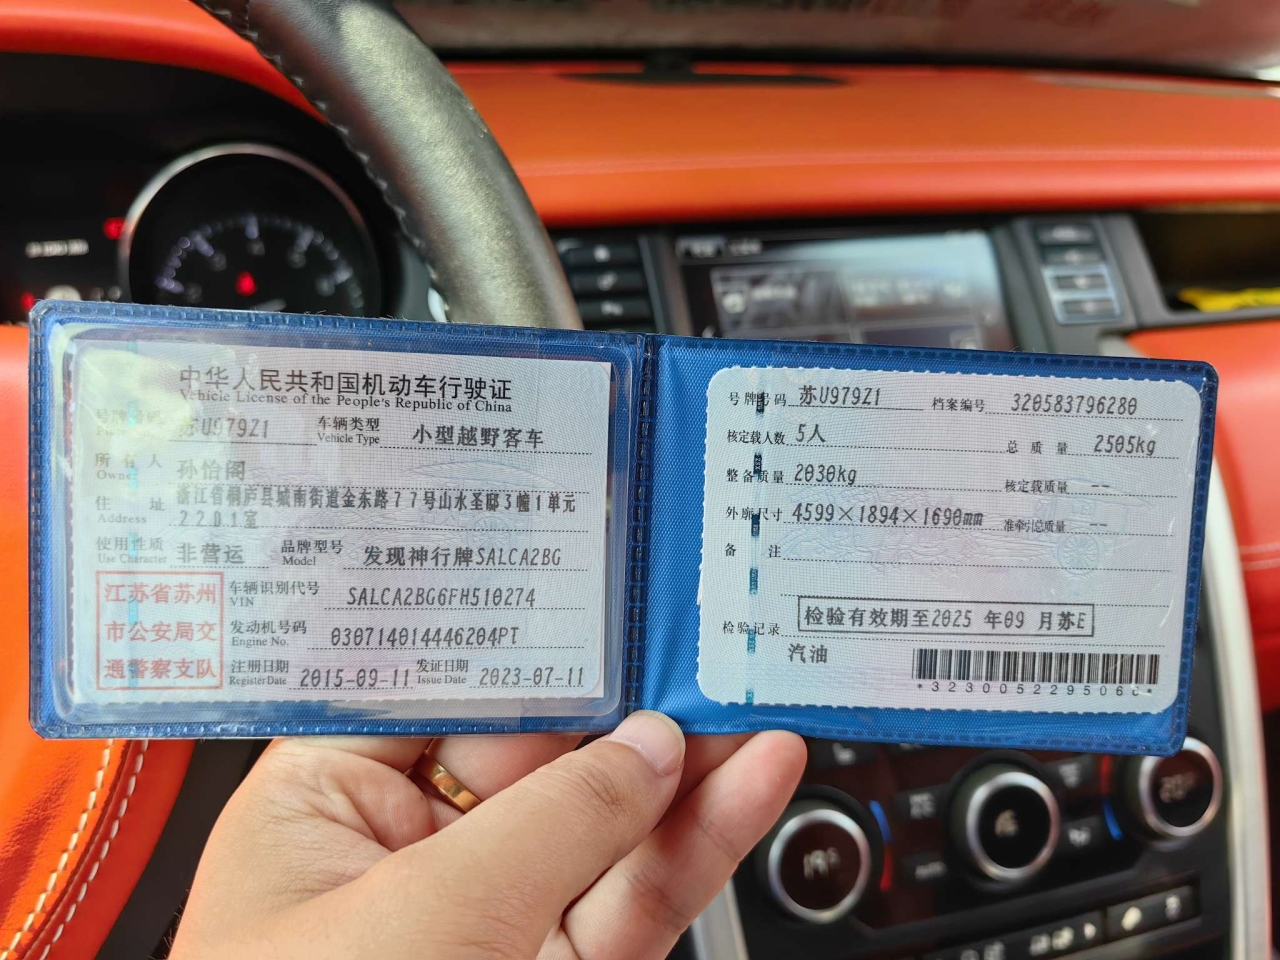 中华人民共和国机动车行驶证
Vehicle License of the People's Republic of China
号牌号码 苏U979Z1 车辆类型 Vehicle Type 小型越野客车
所有人 Owner 孙怡阁
住址 Address 浙江省桐庐县城南街道金东路77号山水圣邸3幢1单元
2201室
使用性质 Use Character 非营运 品牌型号 Model 发现神行牌SALCA2BG
江苏省苏州
市公安局交
通警察支队
车辆识别代号 VIN SALCA2BG6FH510274
发动机号码 Engine No. 030714014446204PT
注册日期 Register Date 2015-09-11 发证日期 Issue Date 2023-07-11
号牌号码 苏U979Z1 档案编号 320583796280
核定载人数 5人 总质量 2505kg
整备质量 2030kg 核定载质量 --
外廓尺寸 4599×1894×1690mm 准牵引总质量 --
备注
检验记录 检验有效期至2025 年09 月苏E
汽油